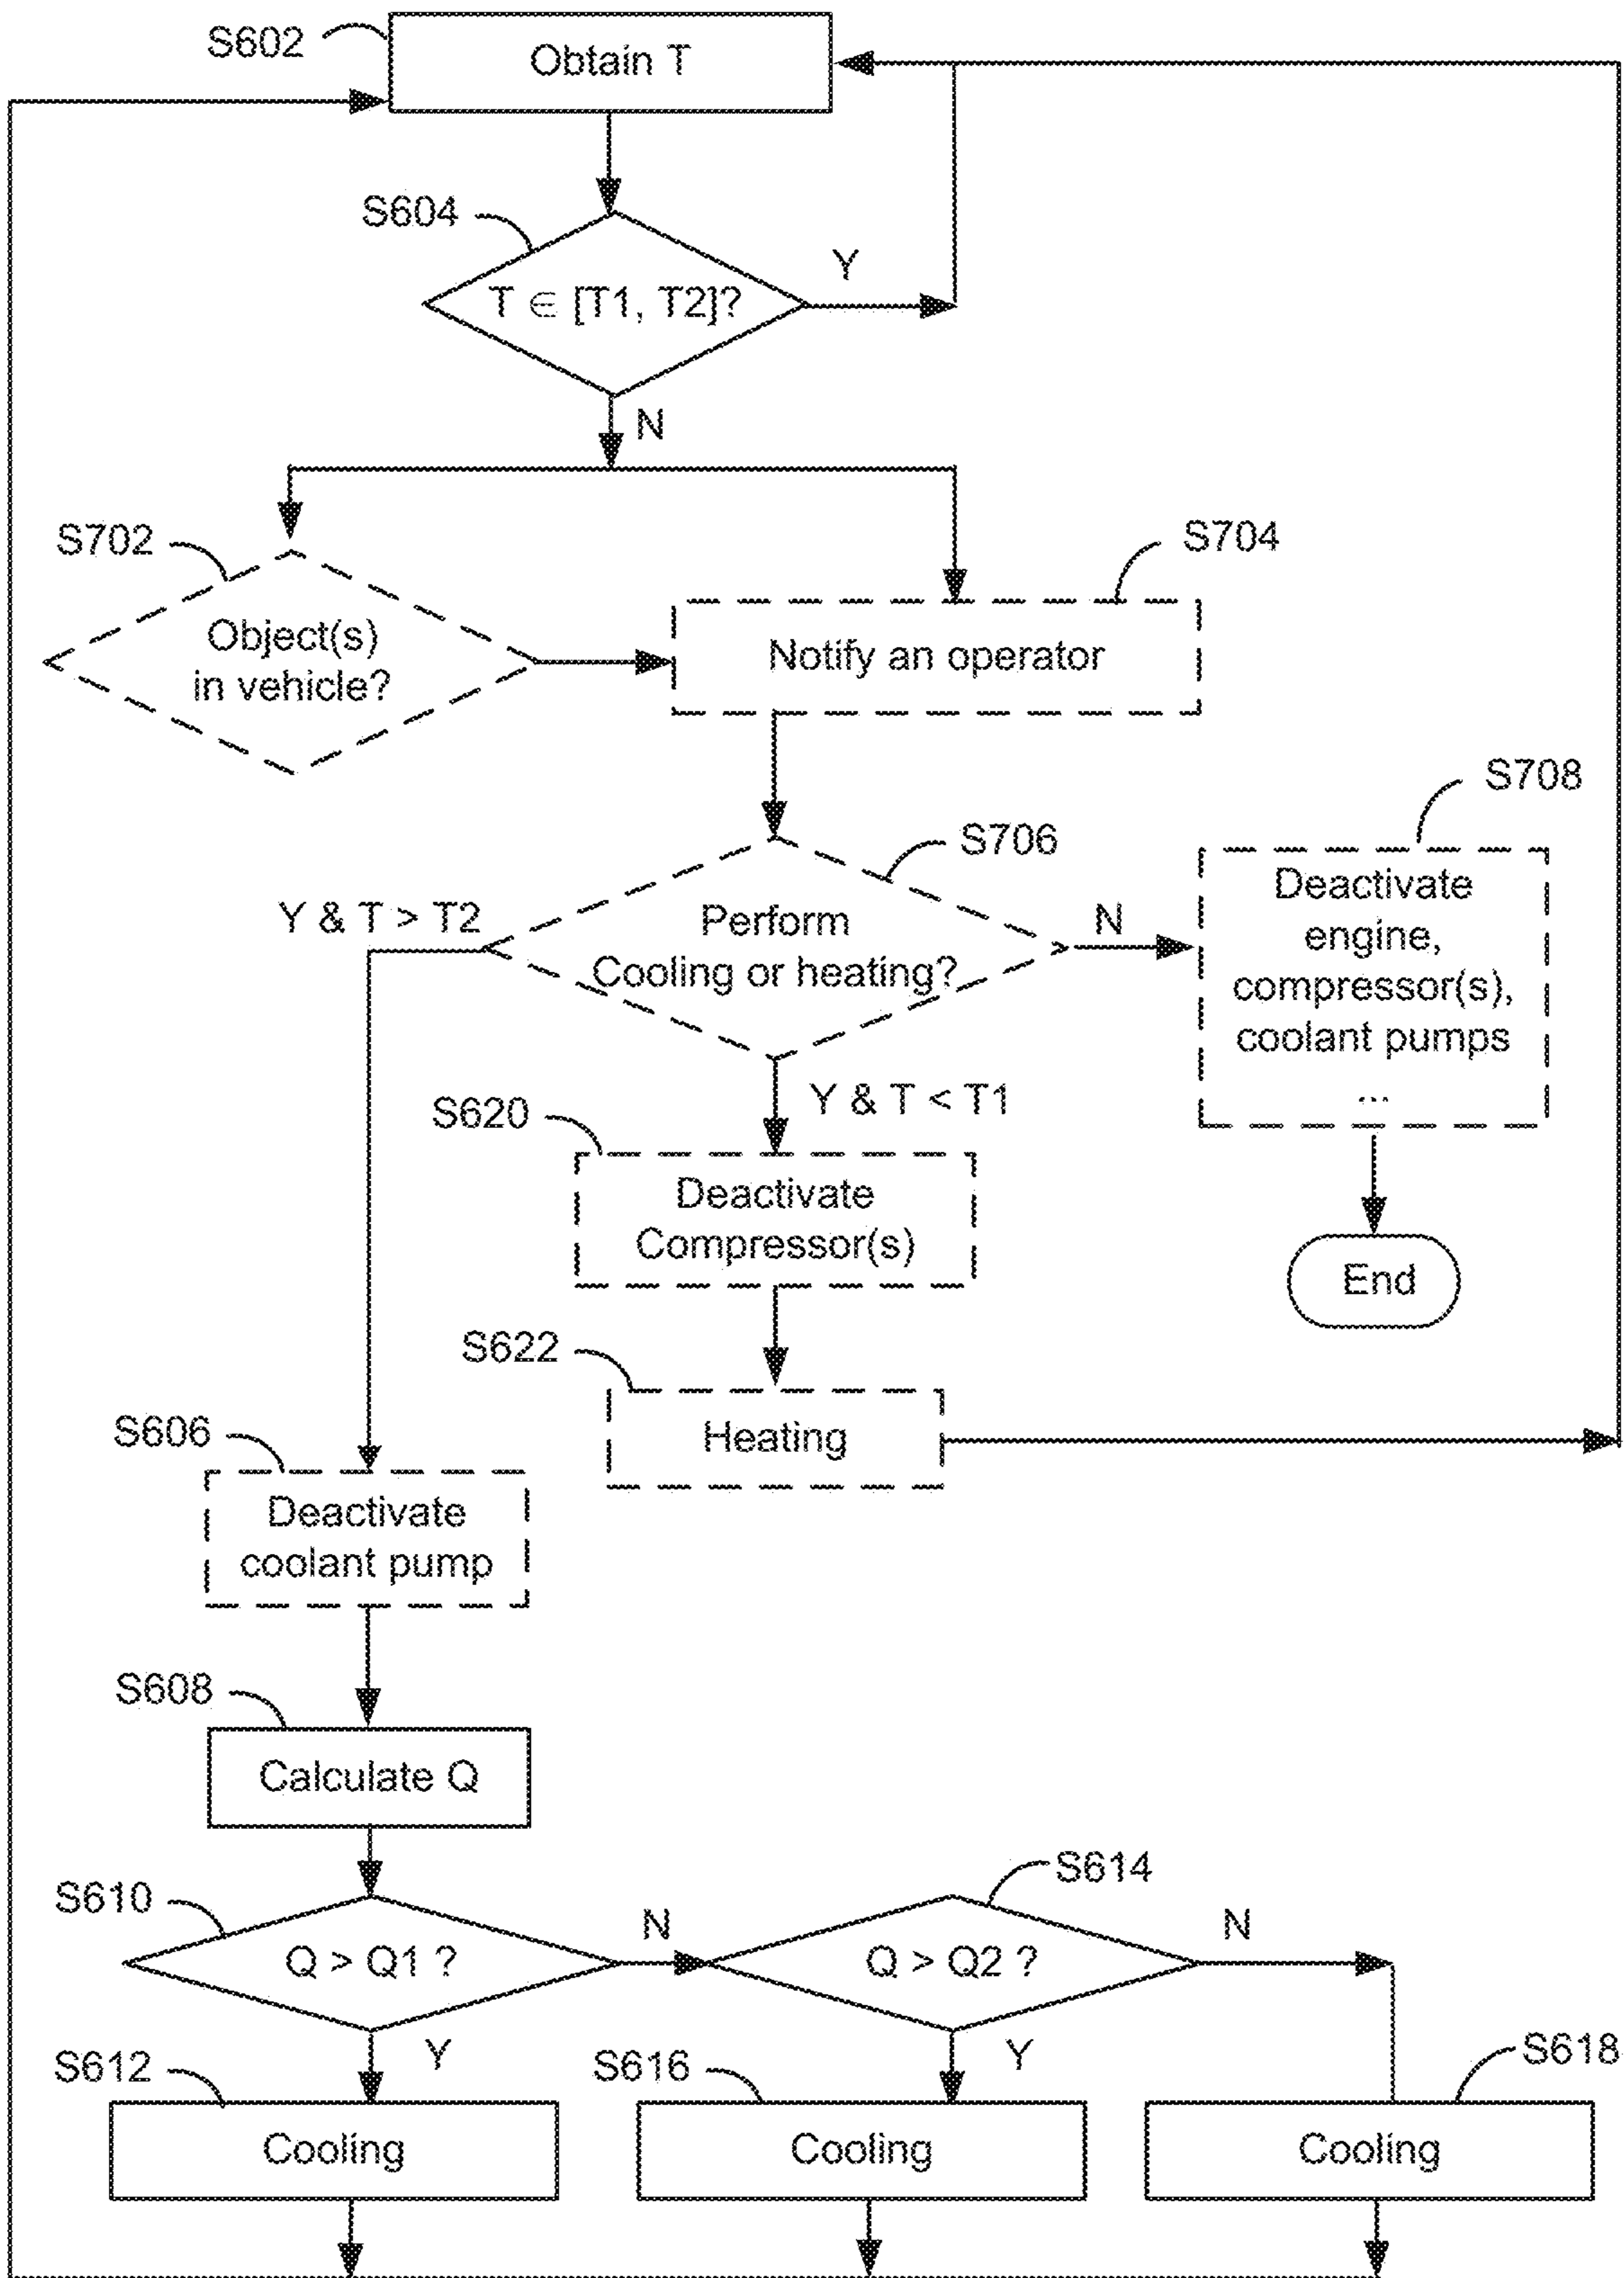 S602
Obtain T
S604
T ∈ [T1, T2]?
Y
N
S702
Object(s)
in vehicle?
S704
Notify an operator
S706
Perform
Cooling or heating?
Y & T > T2
N
S708
Deactivate
engine,
compressor(s),
coolant pumps
...
End
Y & T < T1
S620
Deactivate
Compressor(s)
S622
Heating
S606
Deactivate
coolant pump
S608
Calculate Q
S610
Q > Q1 ?
N
S614
Q > Q2 ?
N
Y
Y
S612
Cooling
S616
Cooling
S618
Cooling